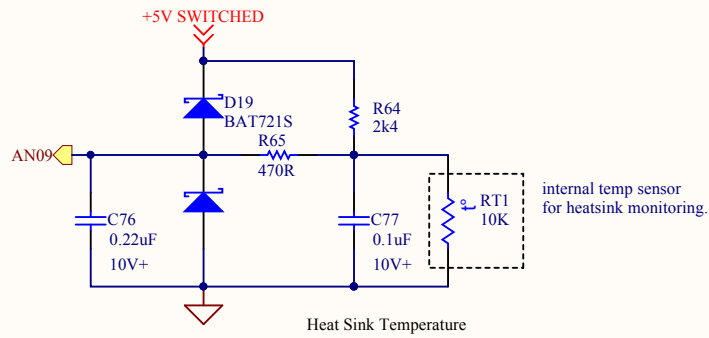 +5V SWITCHED
D19
BAT721S
R64
2k4
R65
470R
AN09
C76
0.22uF
10V+
C77
0.1uF
10V+
t°
RT1
10K
internal temp sensor
for heatsink monitoring.
Heat Sink Temperature